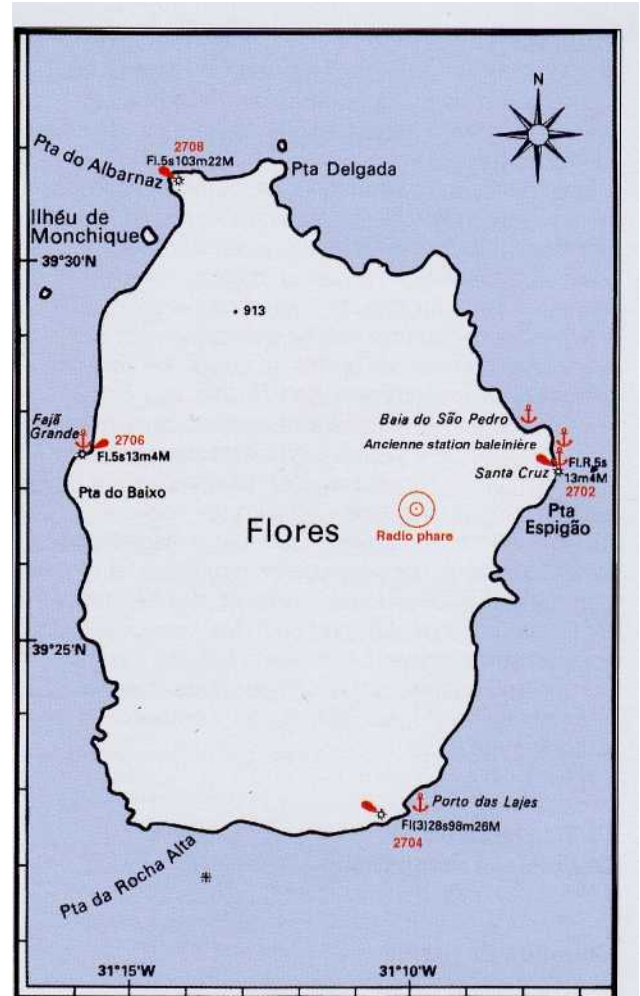 N
2708
Fl.5s103m22M
Pta do Albarnaz
Pta Delgada
Ilhéu de
Monchique
39°30'N
913
Fajã
Grande
2706
Fl.5s13m4M
Pta do Baixo
Baia do São Pedro
Ancienne station baleinière
Santa Cruz
Fl.R.5s
13m4M
2702
Pta
Espigão
Flores
Radio phare
39°25'N
Porto das Lajes
Fl(3)28s98m26M
2704
Pta da Rocha Alta
31°15'W
31°10'W